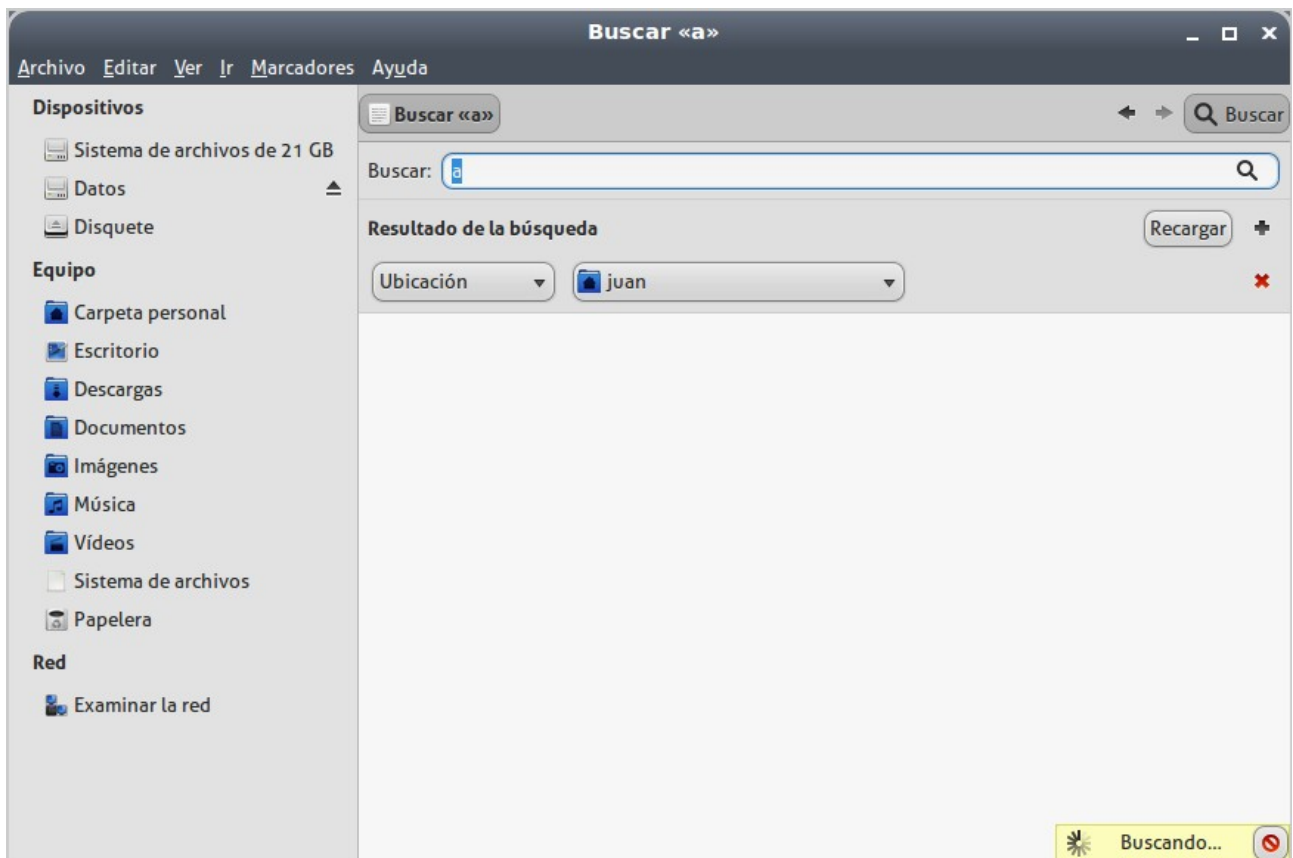 Buscar «a»
Archivo Editar Ver Ir Marcadores Ayuda
Dispositivos
Sistema de archivos de 21 GB
Datos
Disquete
Equipo
Carpeta personal
Escritorio
Descargas
Documentos
Imágenes
Música
Vídeos
Sistema de archivos
Papelera
Red
Examinar la red
Buscar «a» Buscar
Buscar: a
Resultado de la búsqueda Recargar
Ubicación juan
Buscando...